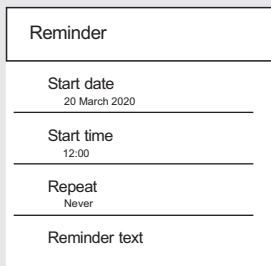 Reminder
Start date
20 March 2020
Start time
12:00
Repeat
Never
Reminder text